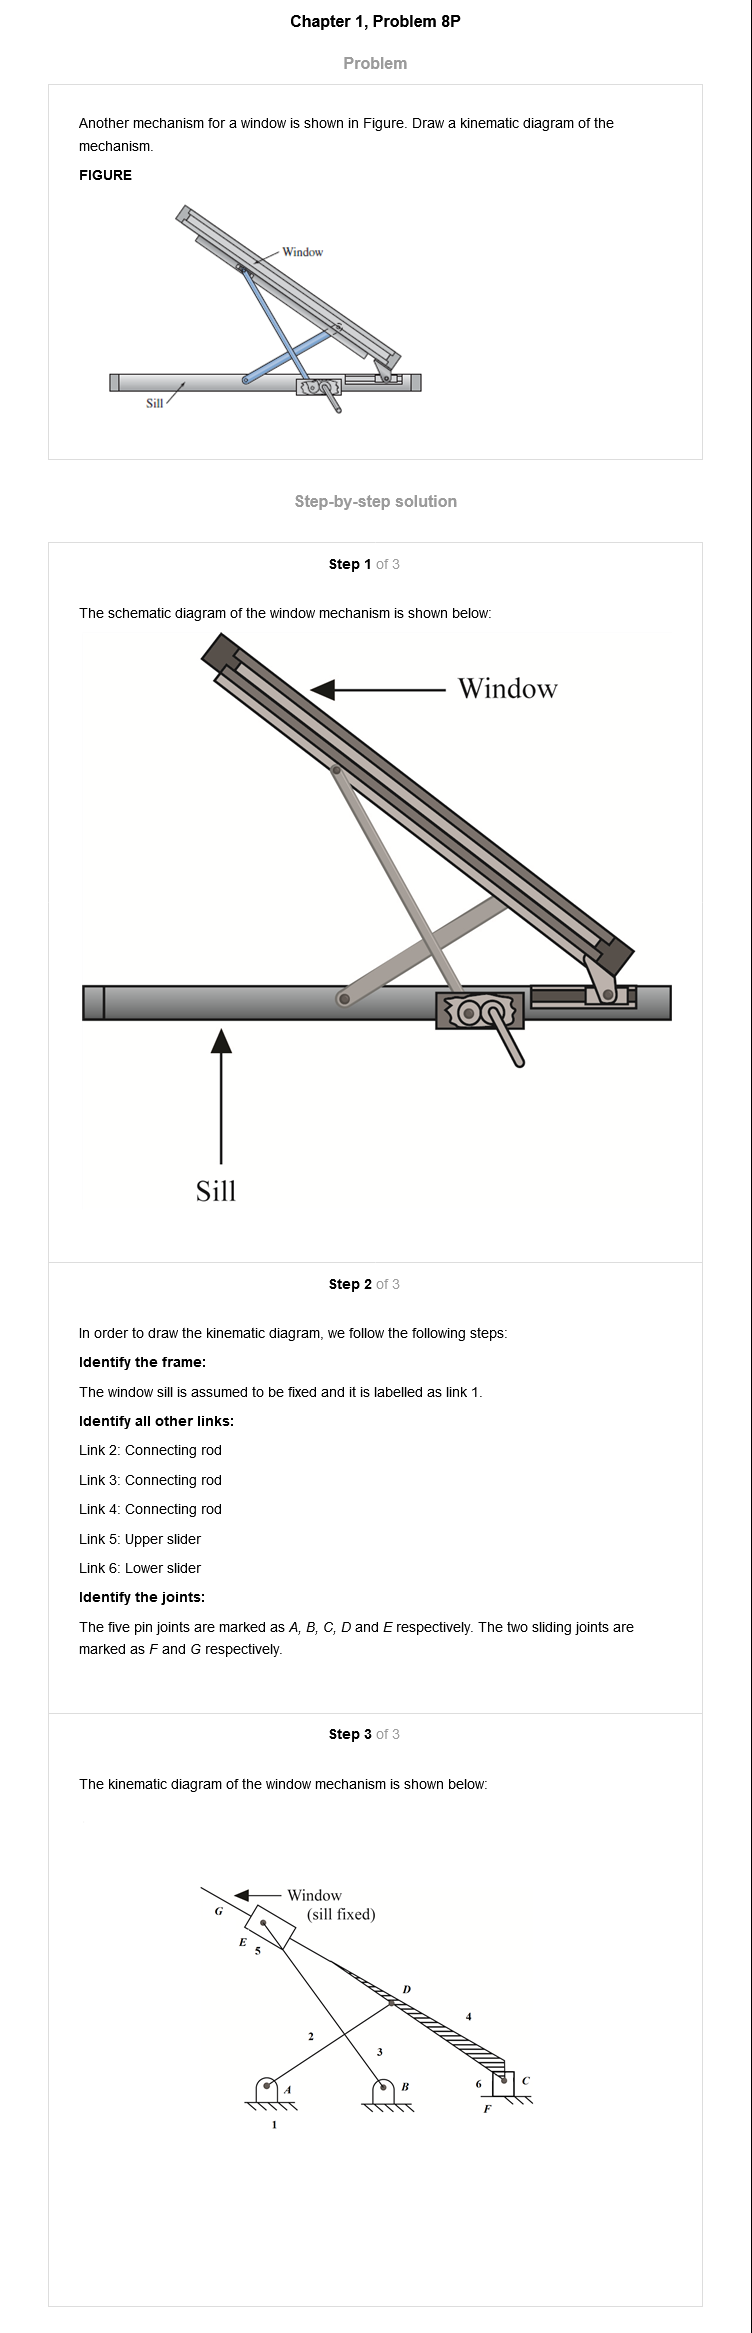 Chapter 1, Problem 8P
Problem
Another mechanism for a window is shown in Figure. Draw a kinematic diagram of the
mechanism.
FIGURE
Window
Sill
Step-by-step solution
Step 1 of 3
The schematic diagram of the window mechanism is shown below:
Window
Sill
Step 2 of 3
In order to draw the kinematic diagram, we follow the following steps:
Identify the frame:
The window sill is assumed to be fixed and it is labelled as link 1.
Identify all other links:
Link 2: Connecting rod
Link 3: Connecting rod
Link 4: Connecting rod
Link 5: Upper slider
Link 6: Lower slider
Identify the joints:
The five pin joints are marked as A, B, C, D and E respectively. The two sliding joints are
marked as F and G respectively.
Step 3 of 3
The kinematic diagram of the window mechanism is shown below:
Window
(sill fixed)
G
E
5
D
4
2
3
A
B
6
C
F
1